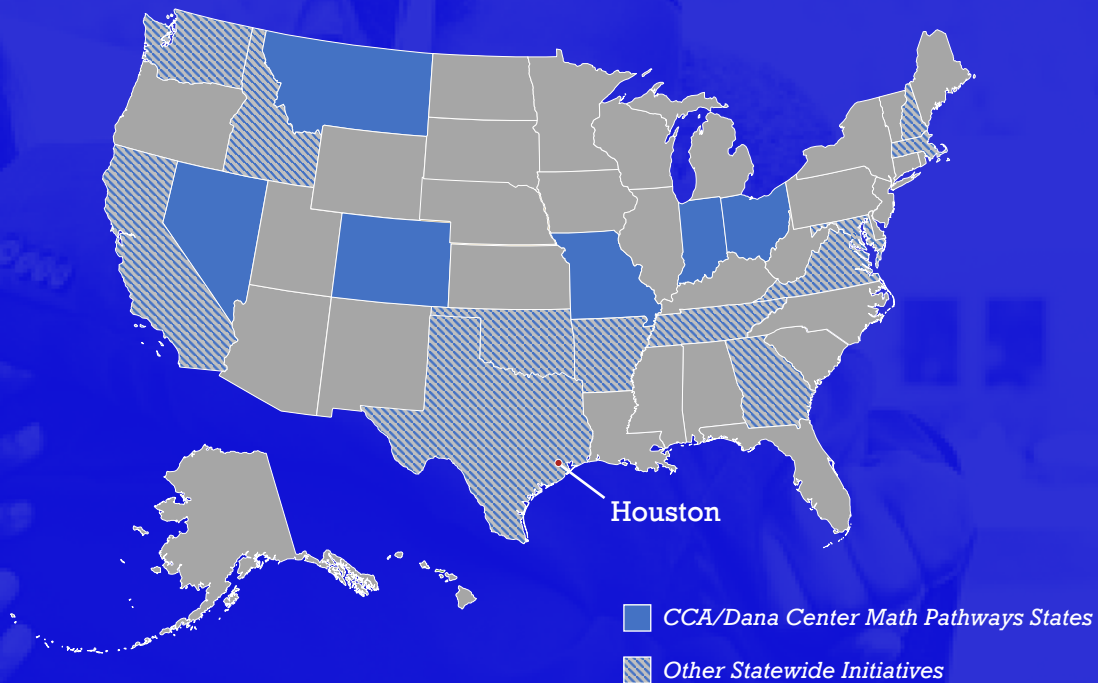 Houston
CCA/Dana Center Math Pathways States
Other Statewide Initiatives